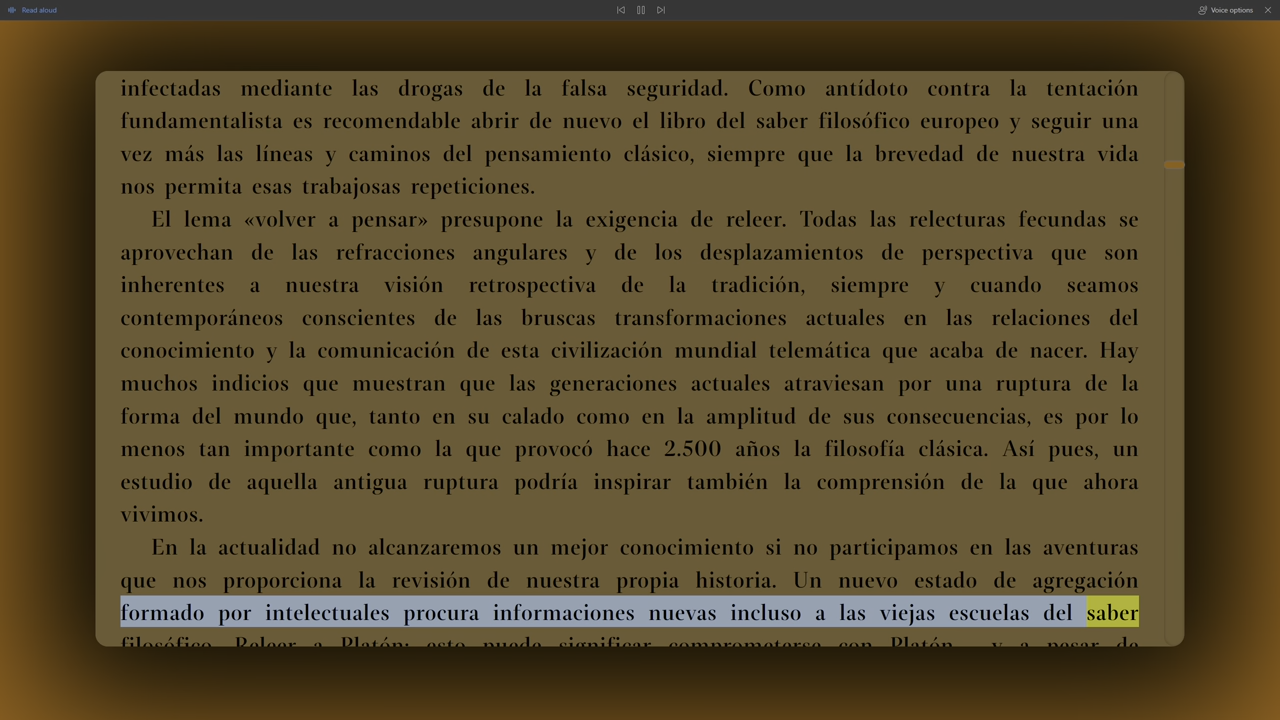 Read aloud
Voice options
infectadas mediante las drogas de la falsa seguridad. Como antídoto contra la tentación
fundamentalista es recomendable abrir de nuevo el libro del saber filosófico europeo y seguir una
vez más las líneas y caminos del pensamiento clásico, siempre que la brevedad de nuestra vida
nos permita esas trabajosas repeticiones.
El lema «volver a pensar» presupone la exigencia de releer. Todas las relecturas fecundas se
aprovechan de las refracciones angulares y de los desplazamientos de perspectiva que son
inherentes a nuestra visión retrospectiva de la tradición, siempre y cuando seamos
contemporáneos conscientes de las bruscas transformaciones actuales en las relaciones del
conocimiento y la comunicación de esta civilización mundial telemática que acaba de nacer. Hay
muchos indicios que muestran que las generaciones actuales atraviesan por una ruptura de la
forma del mundo que, tanto en su calado como en la amplitud de sus consecuencias, es por lo
menos tan importante como la que provocó hace 2.500 años la filosofía clásica. Así pues, un
estudio de aquella antigua ruptura podría inspirar también la comprensión de la que ahora
vivimos.
En la actualidad no alcanzaremos un mejor conocimiento si no participamos en las aventuras
que nos proporciona la revisión de nuestra propia historia. Un nuevo estado de agregación
formado por intelectuales procura informaciones nuevas incluso a las viejas escuelas del saber
filosófico. Releer a Platón: esto puede significar comprometerse con Platón, y a pesar de